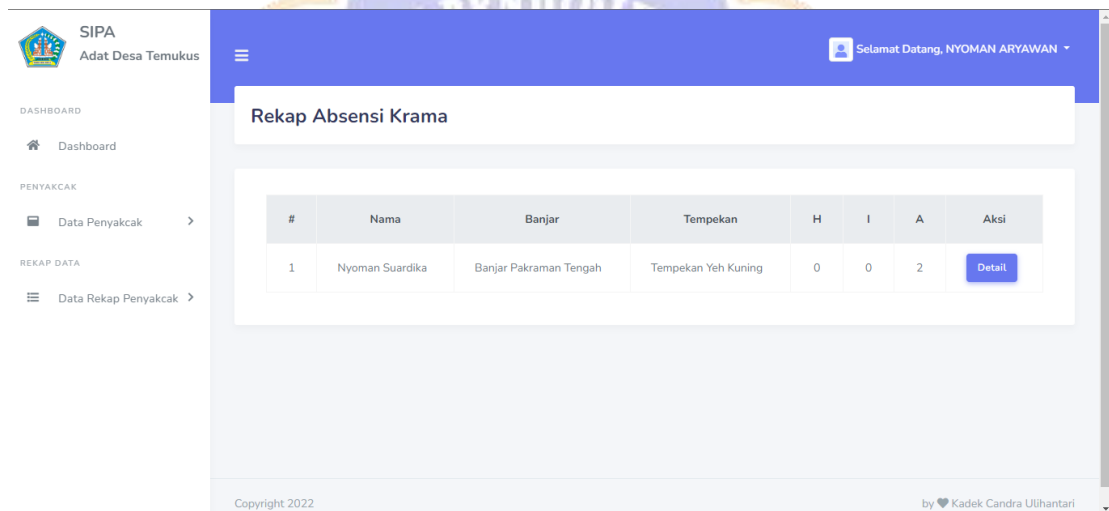 SIPA
Adat Desa Temukus
Selamat Datang, NYOMAN ARYAWAN
DASHBOARD
Dashboard
PENYAKCAK
Data Penyakcak
REKAP DATA
Data Rekap Penyakcak
Rekap Absensi Krama
# Nama Banjar Tempekan H I A Aksi
1 Nyoman Suardika Banjar Pakraman Tengah Tempekan Yeh Kuning 0 0 2 Detail
Copyright 2022
by Kadek Candra Ulihantari